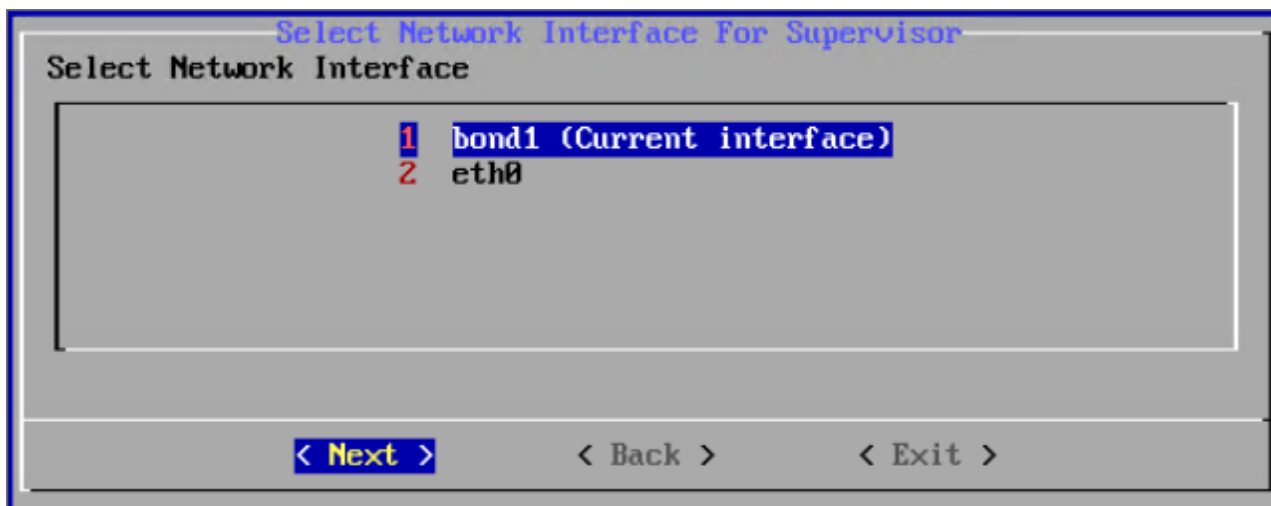 Select Network Interface For Supervisor
Select Network Interface
1 bond1 (Current interface)
2 eth0
< Next > < Back > < Exit >